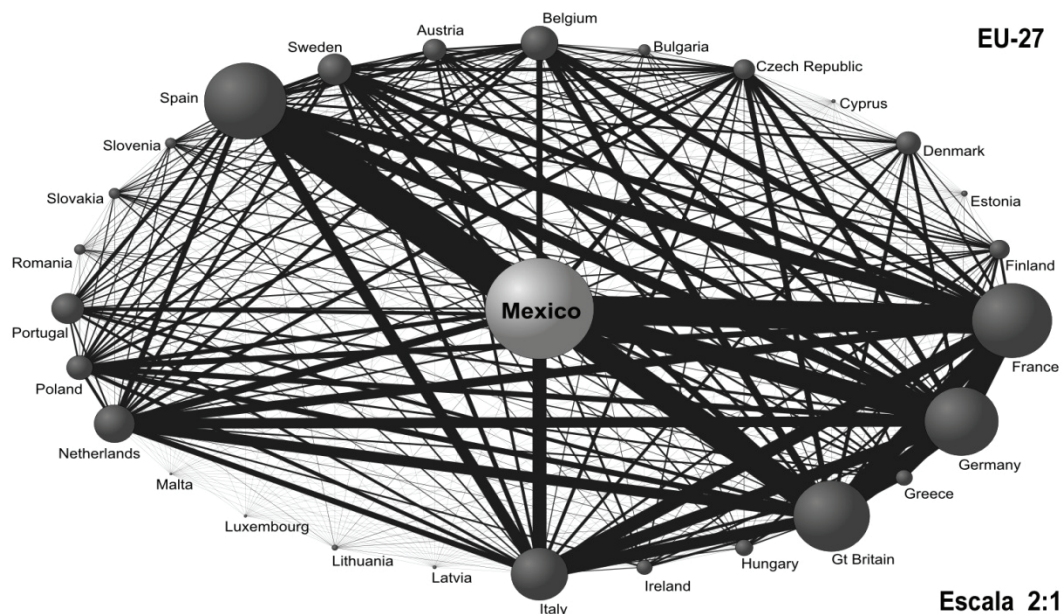 Belgium
EU-27
Austria
Sweden
Bulgaria
Czech Republic
Spain
Cyprus
Slovenia
Denmark
Slovakia
Estonia
Romania
Finland
Mexico
Portugal
France
Poland
Netherlands
Germany
Malta
Greece
Luxembourg
Lithuania
Hungary
Gt Britain
Latvia
Ireland
Italy
Escala 2:1